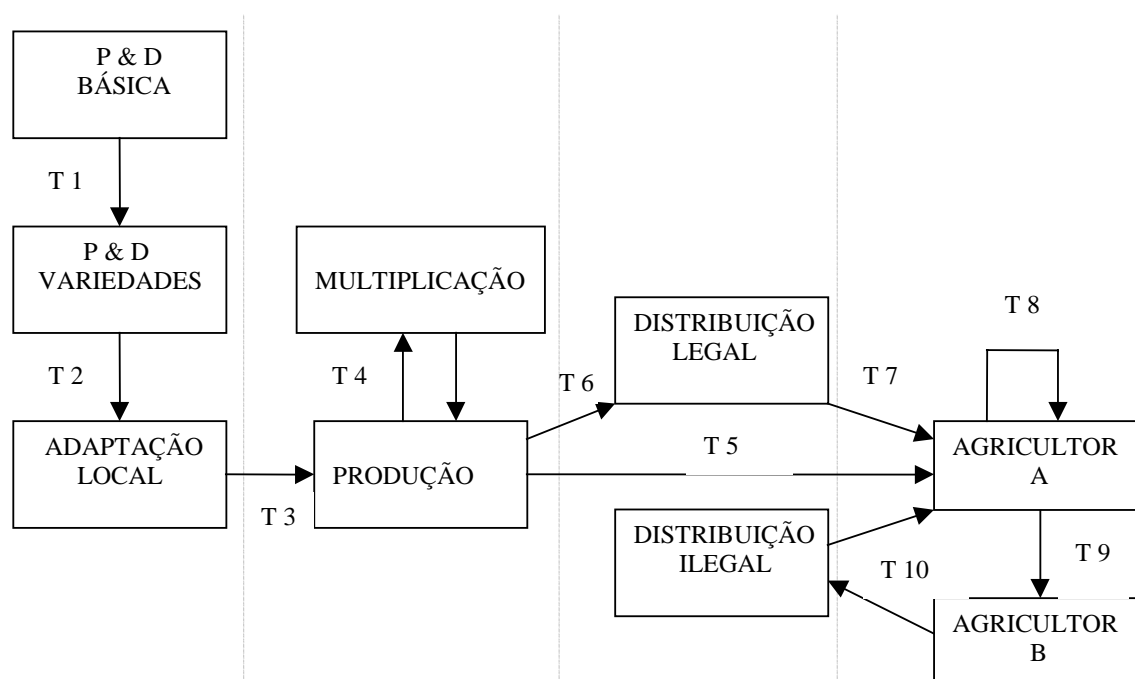 P & D
BÁSICA
T 1
P & D
VARIEDADES
T 2
ADAPTAÇÃO
LOCAL
T 3
MULTIPLICAÇÃO
T 4
PRODUÇÃO
T 6
T 5
DISTRIBUIÇÃO
LEGAL
T 7
DISTRIBUIÇÃO
ILEGAL
T 10
T 8
AGRICULTOR
A
T 9
AGRICULTOR
B